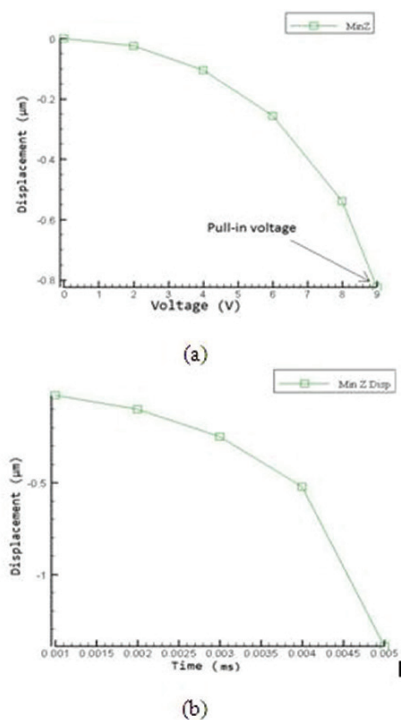 MinZ
0
-0.2
-0.4
-0.6
-0.8
Displacement (µm)
Pull-in voltage
0 1 2 3 4 5 6 7 8 9
Voltage (V)
(a)
Min Z Disp
-0.5
-1
Displacement (µm)
0.001 0.0015 0.002 0.0025 0.003 0.0035 0.004 0.0045 0.005
Time (ms)
(b)